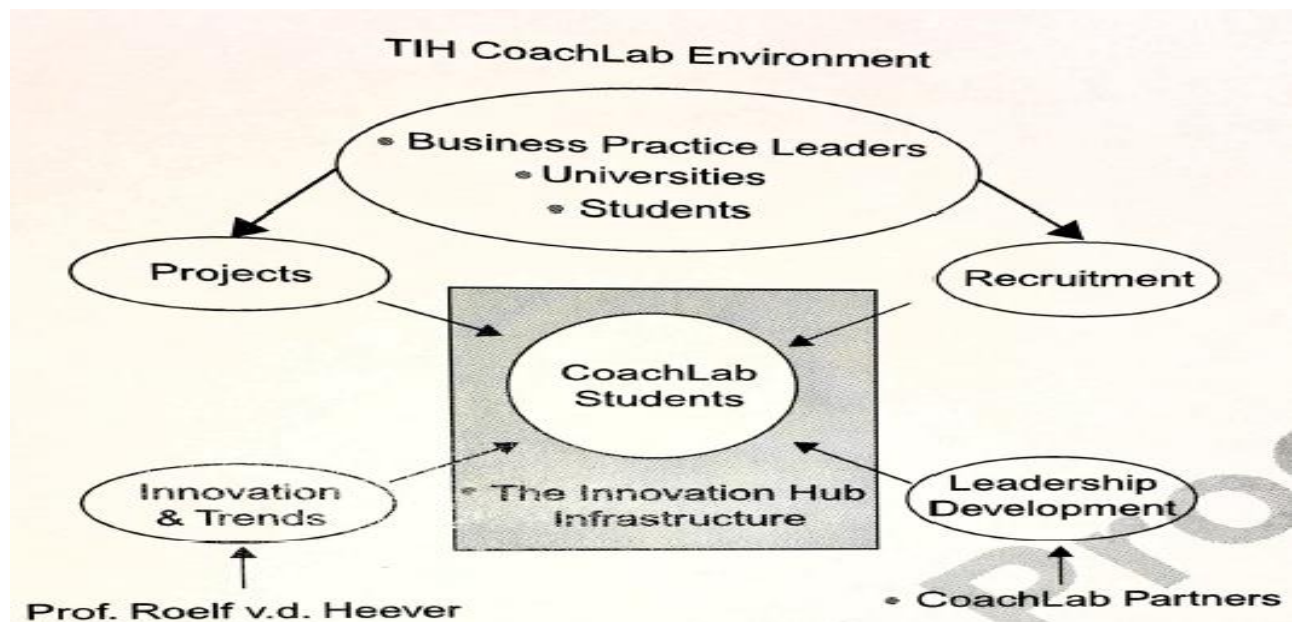 TIH CoachLab Environment
• Business Practice Leaders
• Universities
• Students
Projects
Recruitment
CoachLab
Students
Innovation
& Trends
• The Innovation Hub
Infrastructure
Leadership
Development
Prof. Roelf v.d. Heever
• CoachLab Partners